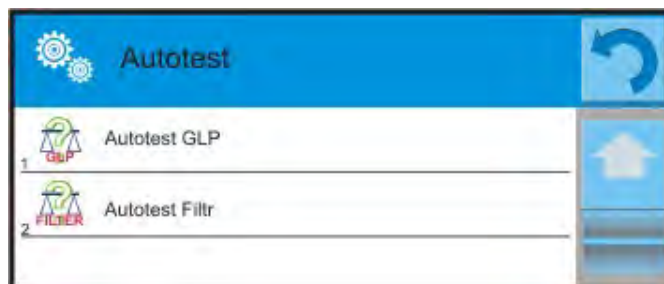 Autotest
Autotest GLP
1 GLP
Autotest Filtr
2 FILTER